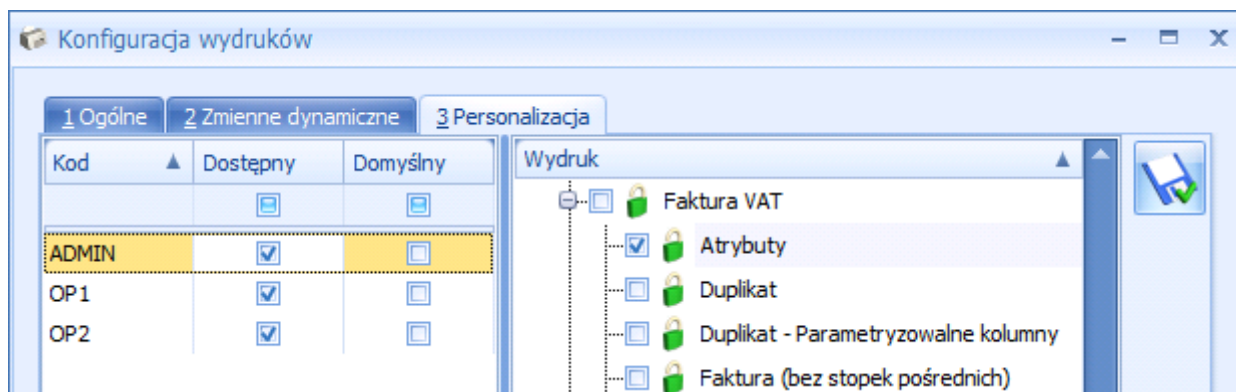 Konfiguracja wydruków
1 Ogólne 2 Zmienne dynamiczne 3 Personalizacja
Kod Dostępny Domyślny Wydruk
Faktura VAT
ADMIN Atrybuty
OP1 Duplikat
OP2 Duplikat - Parametryzowalne kolumny
Faktura (bez stopek pośrednich)